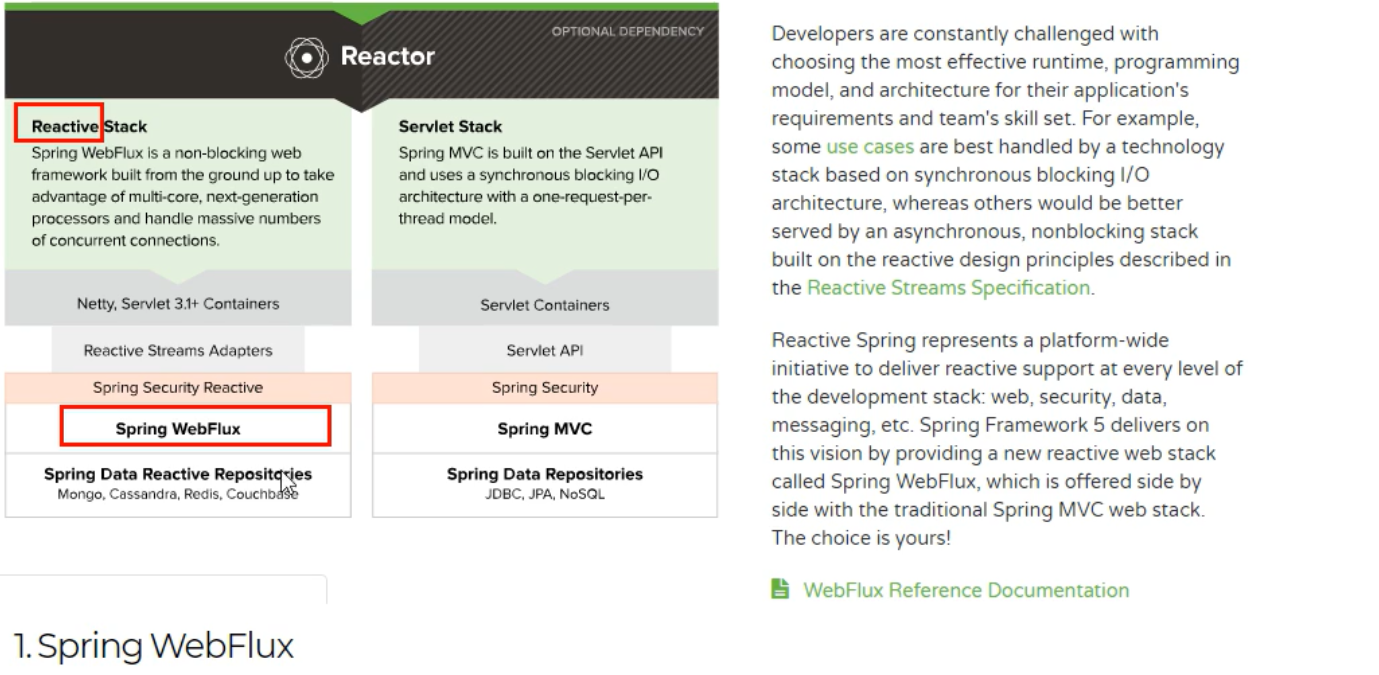 OPTIONAL DEPENDENCY
Reactor
Reactive Stack
Spring WebFlux is a non-blocking web
framework built from the ground up to take
advantage of multi-core, next-generation
processors and handle massive numbers
of concurrent connections.
Netty, Servlet 3.1+ Containers
Reactive Streams Adapters
Spring Security Reactive
Spring WebFlux
Spring Data Reactive Repositories
Mongo, Cassandra, Redis, Couchbase
Servlet Stack
Spring MVC is built on the Servlet API
and uses a synchronous blocking I/O
architecture with a one-request-per-
thread model.
Servlet Containers
Servlet API
Spring Security
Spring MVC
Spring Data Repositories
JDBC, JPA, NoSQL
Developers are constantly challenged with
choosing the most effective runtime, programming
model, and architecture for their application's
requirements and team's skill set. For example,
some use cases are best handled by a technology
stack based on synchronous blocking I/O
architecture, whereas others would be better
served by an asynchronous, nonblocking stack
built on the reactive design principles described in
the Reactive Streams Specification.
Reactive Spring represents a platform-wide
initiative to deliver reactive support at every level of
the development stack: web, security, data,
messaging, etc. Spring Framework 5 delivers on
this vision by providing a new reactive web stack
called Spring WebFlux, which is offered side by
side with the traditional Spring MVC web stack.
The choice is yours!
WebFlux Reference Documentation
1. Spring WebFlux